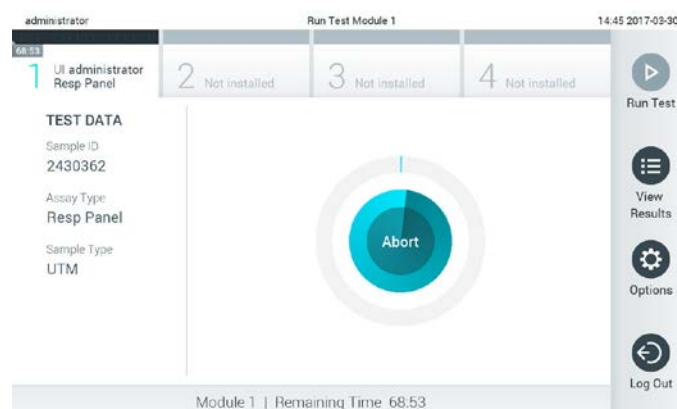 administrator
Run Test Module 1
14:45 2017-03-30
68:53
1 UI administrator
Resp Panel
2 Not installed
3 Not installed
4 Not installed
TEST DATA
Sample ID
2430362
Assay Type
Resp Panel
Sample Type
UTM
Abort
Run Test
View
Results
Options
Log Out
Module 1 | Remaining Time 68:53